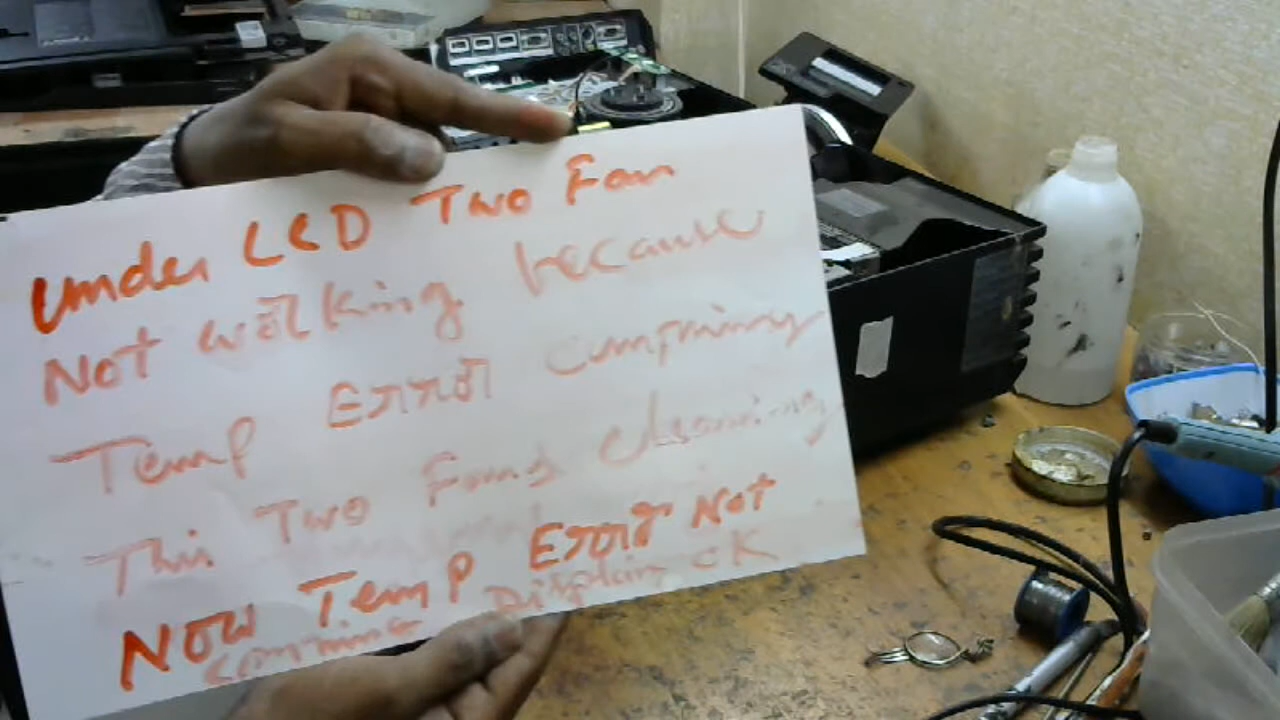 Under LCD Two Fan
Not working because
Temp Error comming
This Two Fans cleaning
Now Temp Error Not
comming Display ok